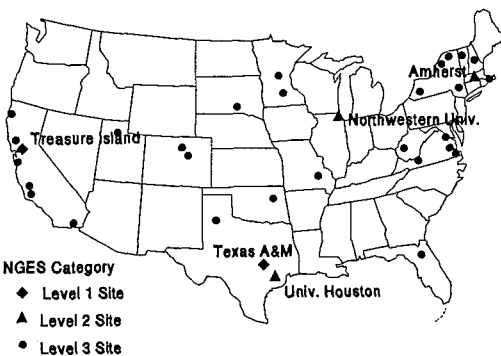 Amherst
Northwestern Univ.
Treasure Island
Texas A&M
Univ. Houston
NGES Category
Level 1 Site
Level 2 Site
Level 3 Site